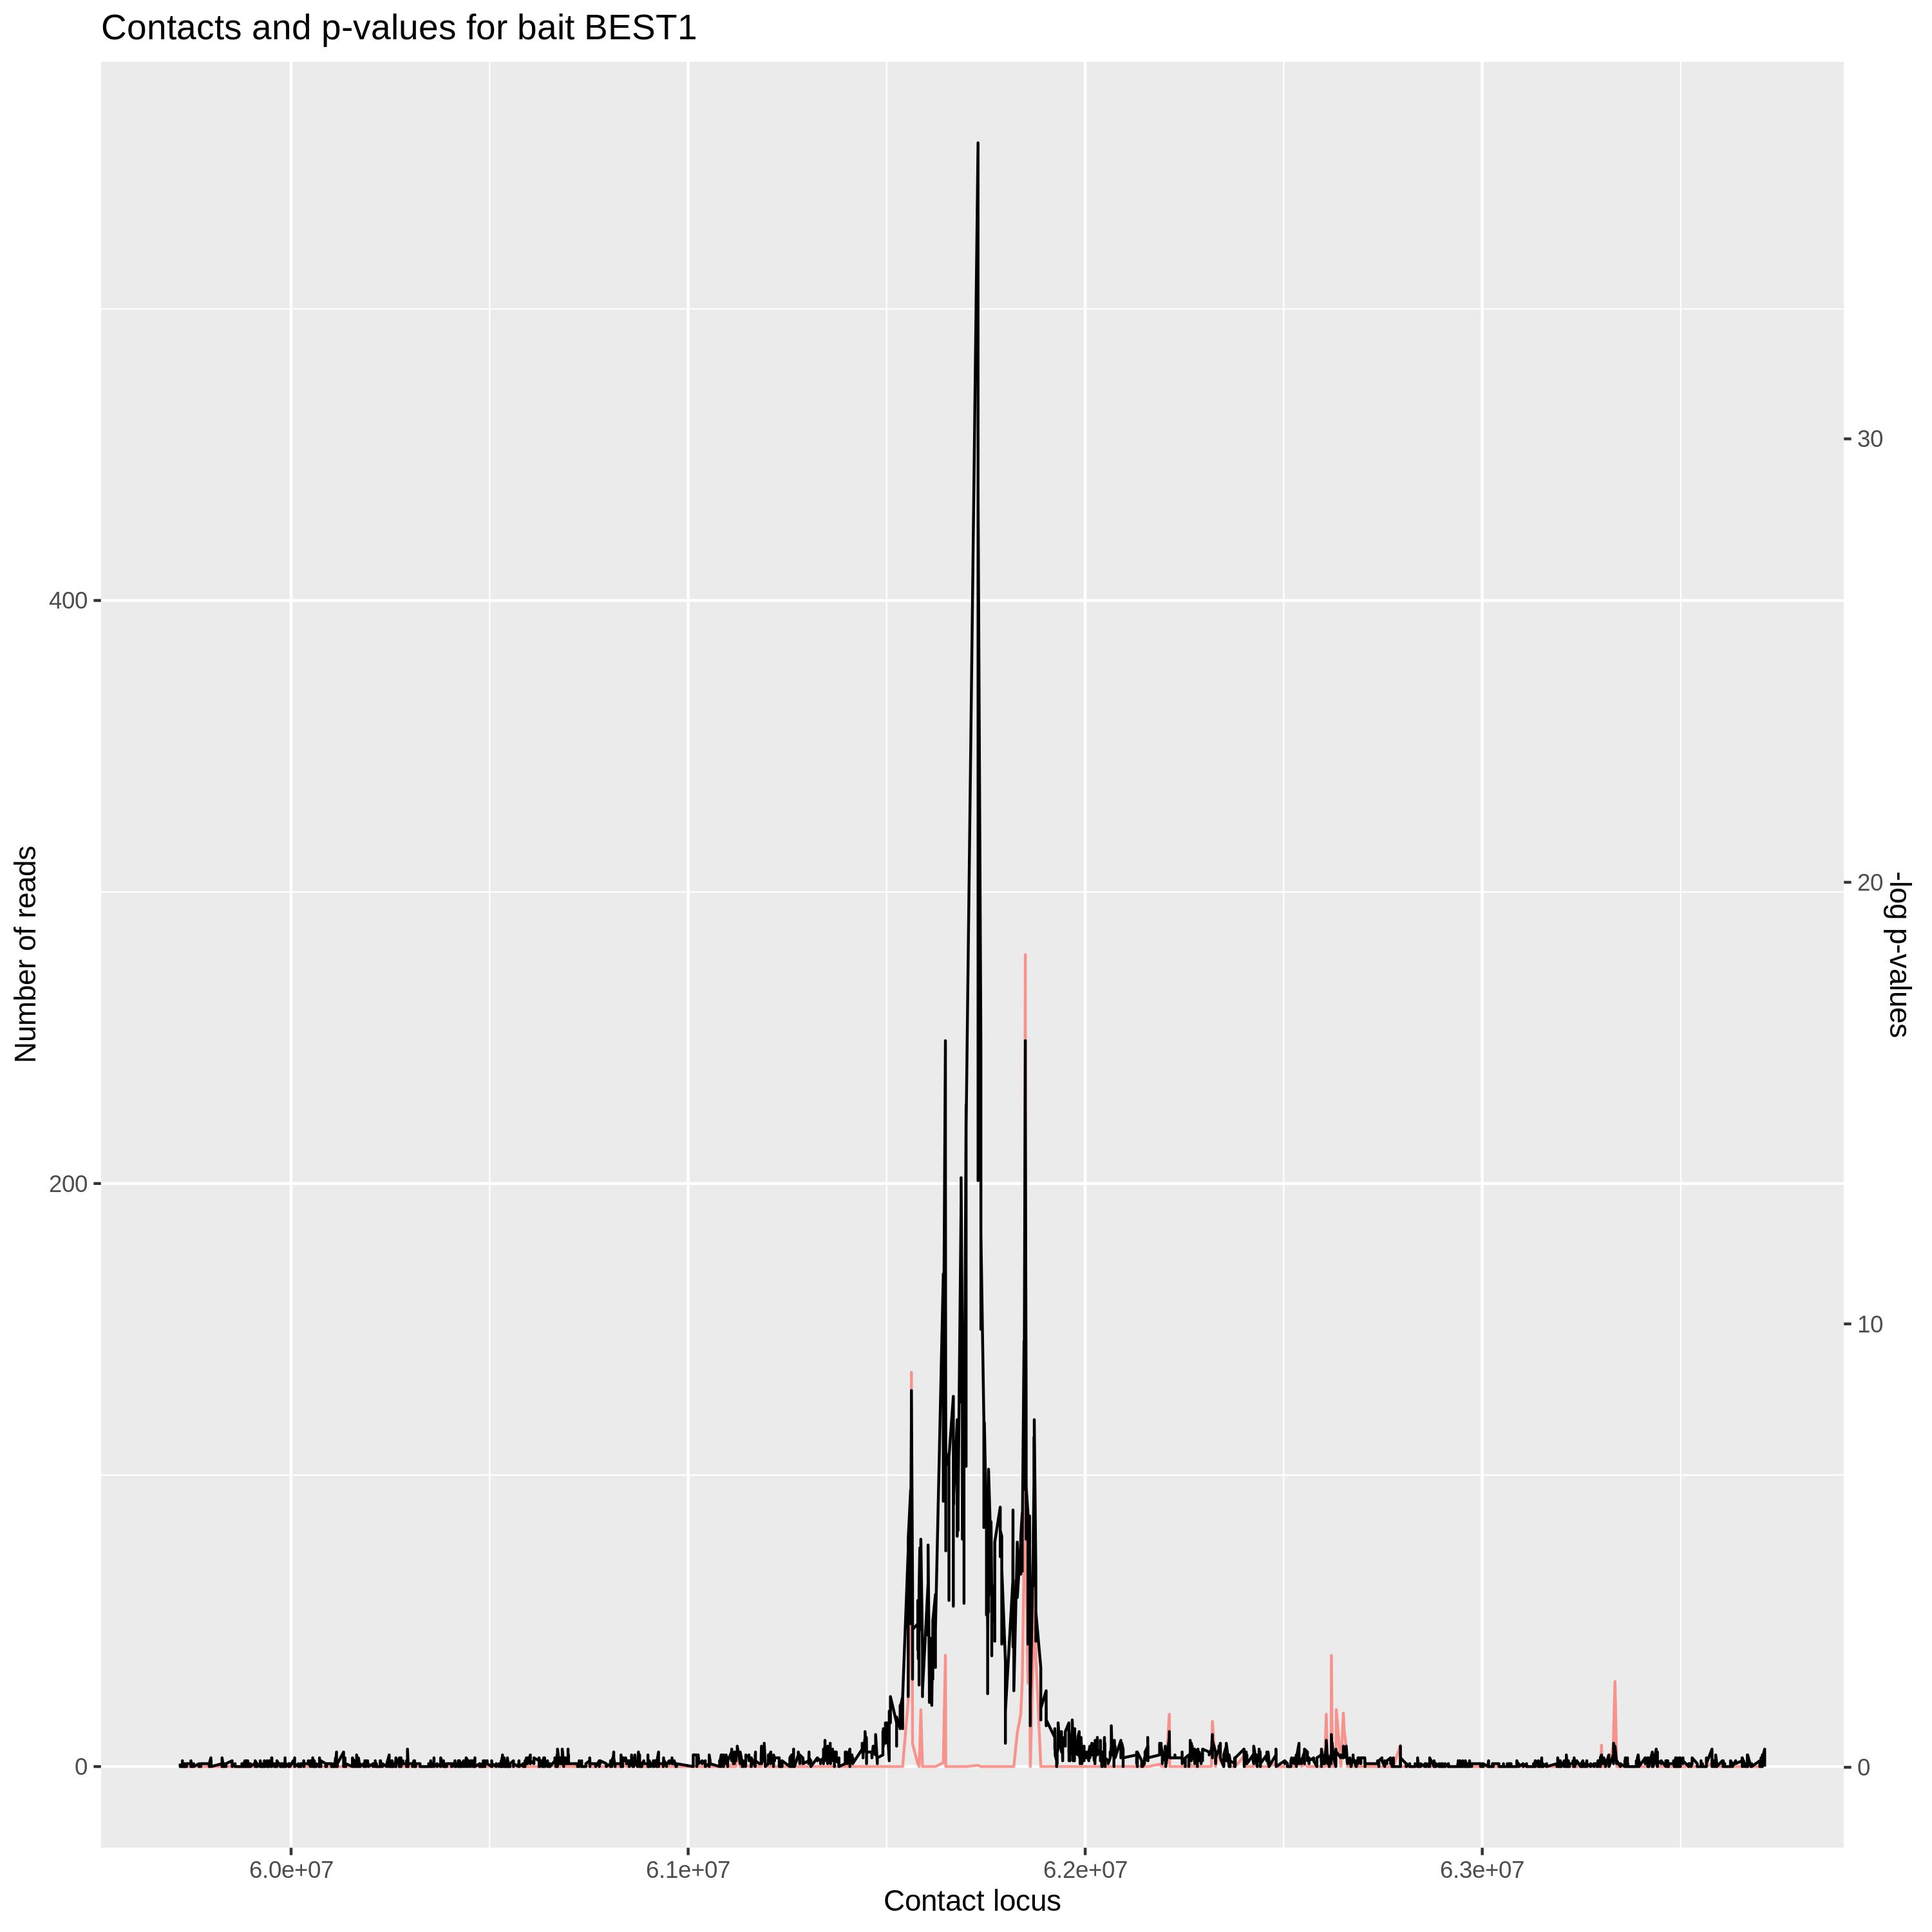 Contacts and p-values for bait BEST1
Number of reads
400
200
0
30
20
10
0
-log p-values
6.0e+07
6.1e+07
6.2e+07
6.3e+07
Contact locus